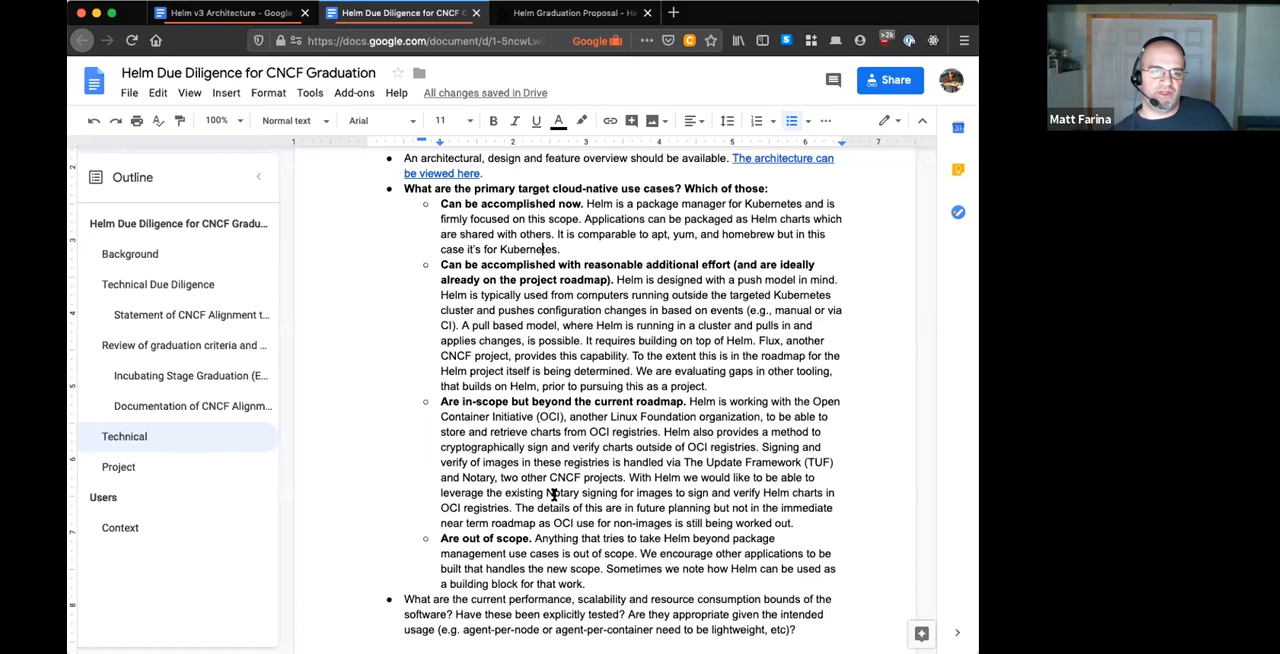 Helm v3 Architecture - Google
Helm Due Diligence for CNCF G
Helm Graduation Proposal - Ha
https://docs.google.com/document/d/1-5ncwl.w
Google
>2k
Helm Due Diligence for CNCF Graduation
Share
File Edit View Insert Format Tools Add-ons Help All changes saved in Drive
100% Normal text Arial 11 B I U A
1 2 3 4 5 6 7
Outline
Helm Due Diligence for CNCF Gradu...
Background
Technical Due Diligence
Statement of CNCF Alignment t...
Review of graduation criteria and ...
Incubating Stage Graduation (E...
Documentation of CNCF Alignm...
Technical
Project
Users
Context
2
3
4
5
6
7
8
● An architectural, design and feature overview should be available. The architecture can
be viewed here.
● What are the primary target cloud-native use cases? Which of those:
○ Can be accomplished now. Helm is a package manager for Kubernetes and is
firmly focused on this scope. Applications can be packaged as Helm charts which
are shared with others. It is comparable to apt, yum, and homebrew but in this
case it's for Kubernetes.
○ Can be accomplished with reasonable additional effort (and are ideally
already on the project roadmap). Helm is designed with a push model in mind.
Helm is typically used from computers running outside the targeted Kubernetes
cluster and pushes configuration changes in based on events (e.g., manual or via
CI). A pull based model, where Helm is running in a cluster and pulls in and
applies changes, is possible. It requires building on top of Helm. Flux, another
CNCF project, provides this capability. To the extent this is in the roadmap for the
Helm project itself is being determined. We are evaluating gaps in other tooling,
that builds on Helm, prior to pursuing this as a project.
○ Are in-scope but beyond the current roadmap. Helm is working with the Open
Container Initiative (OCI), another Linux Foundation organization, to be able to
store and retrieve charts from OCI registries. Helm also provides a method to
cryptographically sign and verify charts outside of OCI registries. Signing and
verify of images in these registries is handled via The Update Framework (TUF)
and Notary, two other CNCF projects. With Helm we would like to be able to
leverage the existing Notary signing for images to sign and verify Helm charts in
OCI registries. The details of this are in future planning but not in the immediate
near term roadmap as OCI use for non-images is still being worked out.
○ Are out of scope. Anything that tries to take Helm beyond package
management use cases is out of scope. We encourage other applications to be
built that handles the new scope. Sometimes we note how Helm can be used as
a building block for that work.
● What are the current performance, scalability and resource consumption bounds of the
software? Have these been explicitly tested? Are they appropriate given the intended
usage (e.g. agent-per-node or agent-per-container need to be lightweight, etc)?
Matt Farina